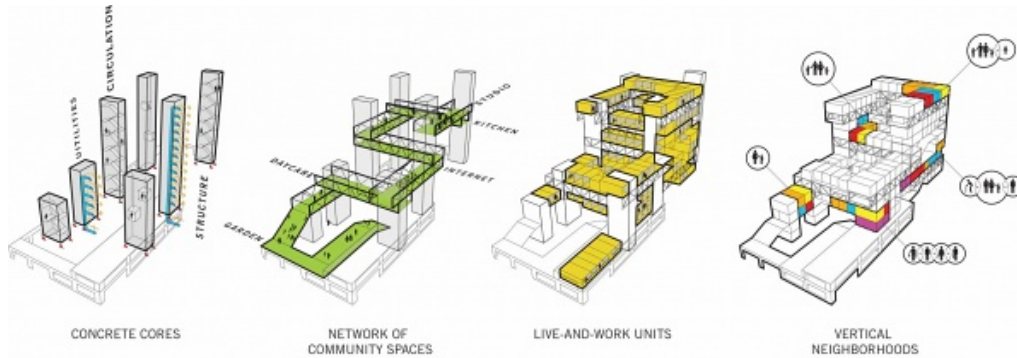 CIRCULATION
UITILITIES
STRUCTURE
STUDIO
KITCHEN
INTERNET
DAYCARE
GARDEN
CONCRETE CORES
NETWORK OF
COMMUNITY SPACES
LIVE-AND-WORK UNITS
VERTICAL
NEIGHBORHOODS